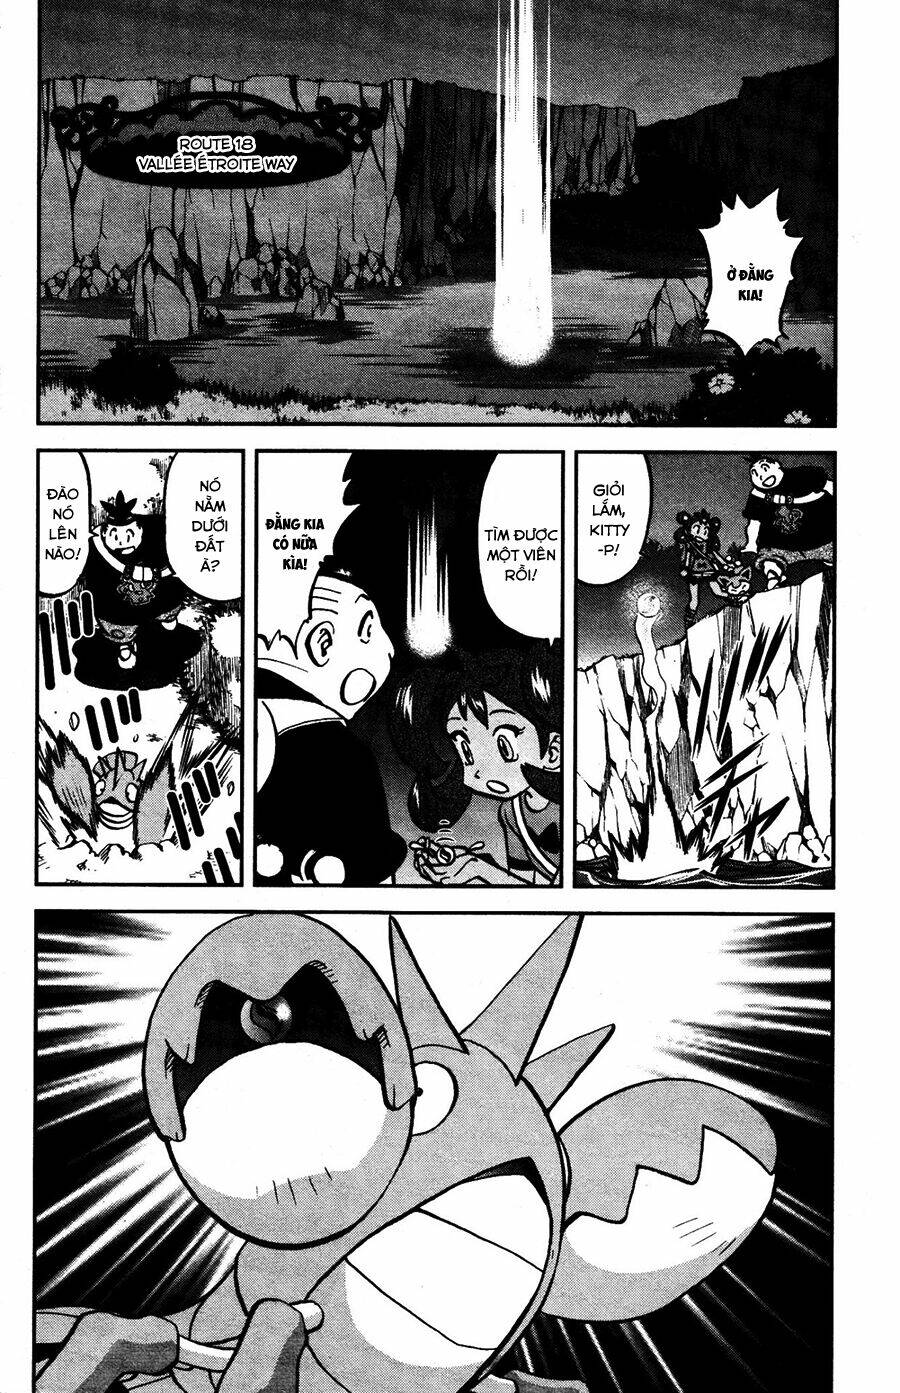 ROUTE 18
VALLÉE ÉTROITE WAY
Ở ĐẰNG
KIA!
GIỎI
LẮM,
KITTY
-P!
TÌM ĐƯỢC
MỘT VIÊN
RỒI!
ĐẰNG KIA
CÓ NỮA
KÌA!
NÓ
NẰM
DƯỚI
ĐẤT
À?
ĐÀO
NÓ
LÊN
NÀO!